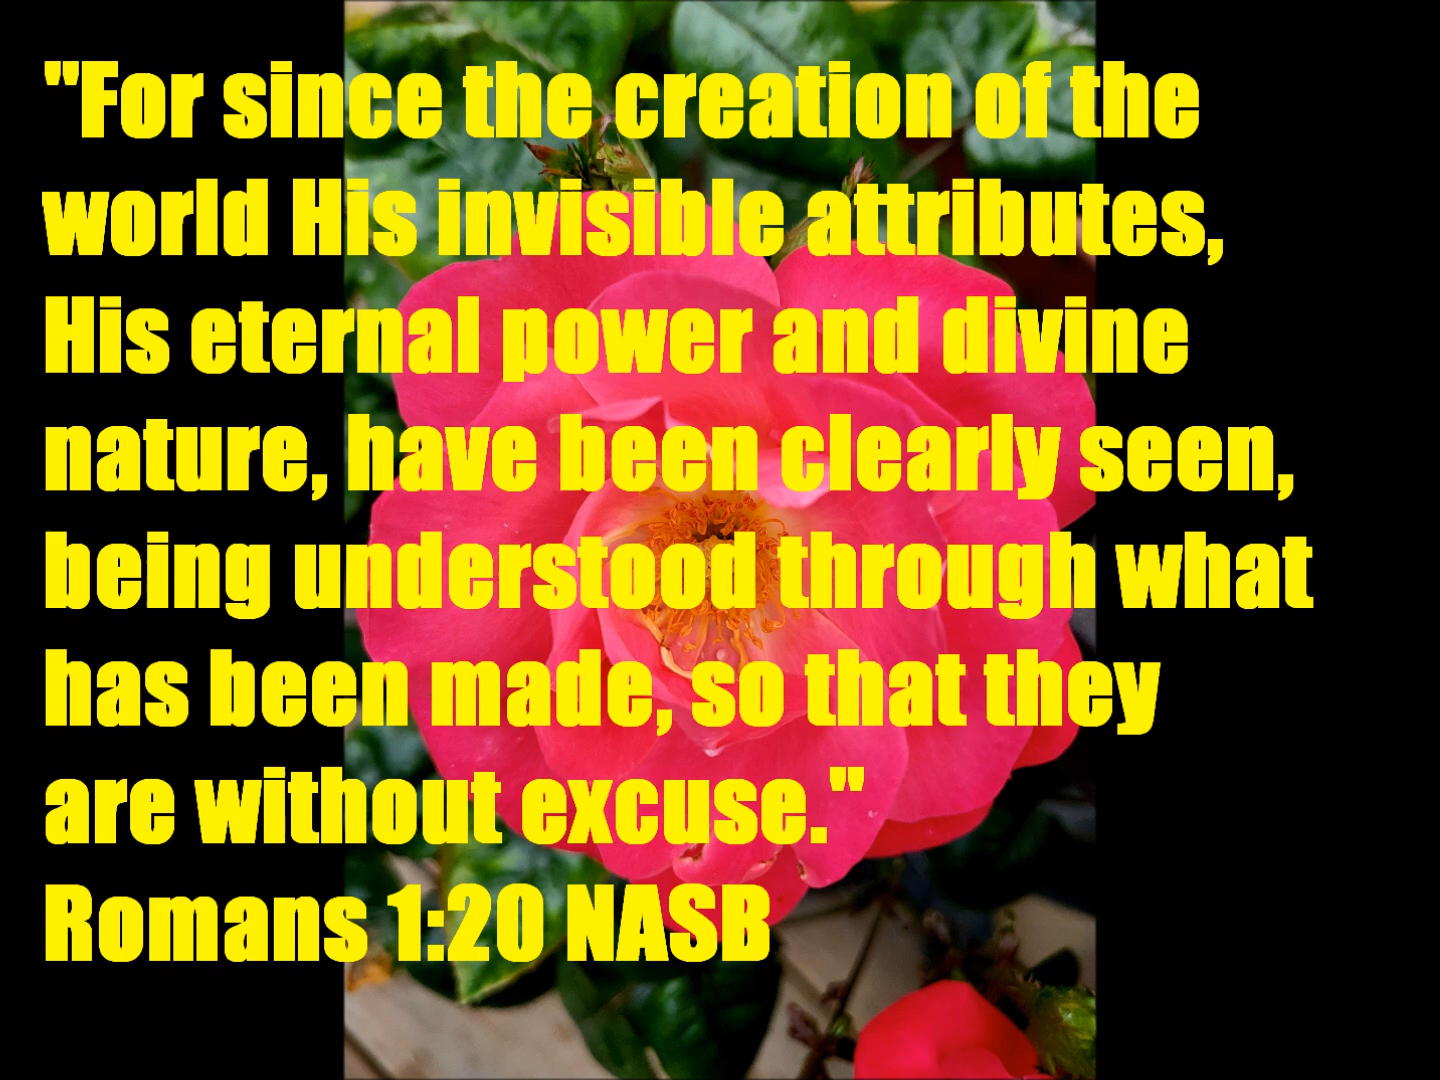 "For since the creation of the
world His invisible attributes,
His eternal power and divine
nature, have been clearly seen,
being understood through what
has been made, so that they
are without excuse."
Romans 1:20 NASB